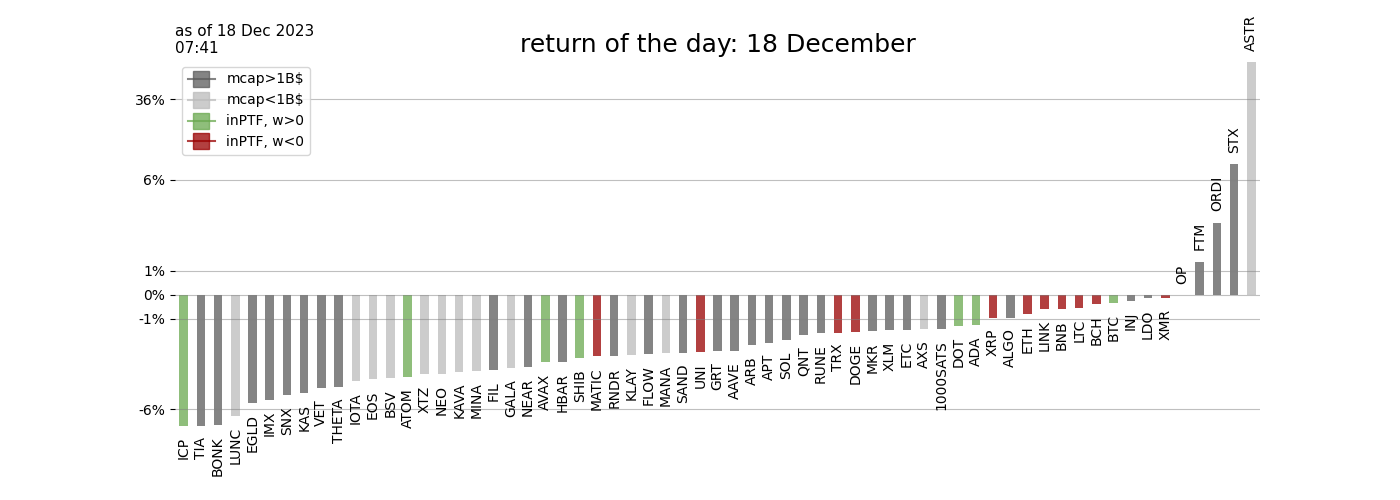 as of 18 Dec 2023
07:41
return of the day: 18 December
mcap>1B$
mcap<1B$
inPTF, w>0
inPTF, w<0
36%
6%
1%
0%
-1%
-6%
ICP
TIA
BONK
LUNC
EGLD
IMX
SNX
KAS
VET
THETA
IOTA
EOS
BSV
ATOM
XTZ
NEO
KAVA
MINA
FIL
GALA
NEAR
AVAX
HBAR
SHIB
MATIC
RNDR
KLAY
FLOW
MANA
SAND
UNI
GRT
AAVE
ARB
APT
SOL
QNT
RUNE
TRX
DOGE
MKR
XLM
ETC
AXS
1000SATS
DOT
ADA
XRP
ALGO
ETH
LINK
BNB
LTC
BCH
BTC
INJ
LDO
XMR
OP
FTM
ORDI
STX
ASTR